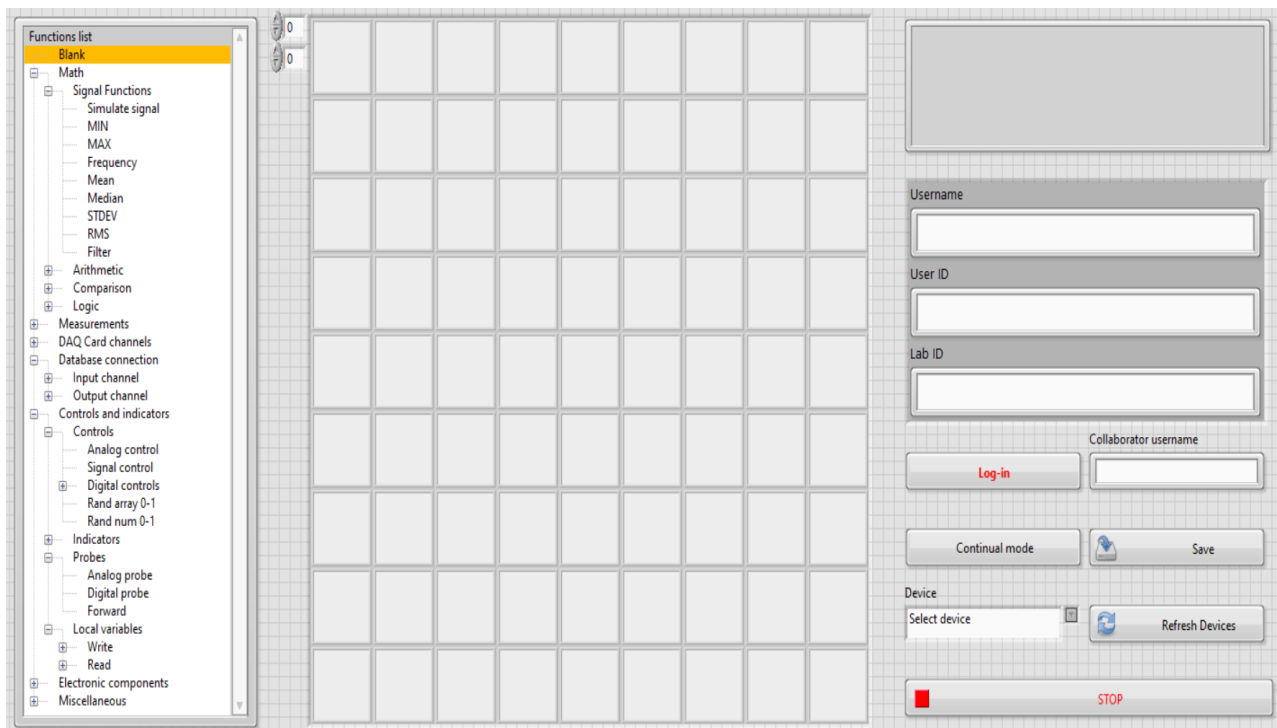 Functions list
Blank
Math
Signal Functions
Simulate signal
MIN
MAX
Frequency
Mean
Median
STDEV
RMS
Filter
Arithmetic
Comparison
Logic
Measurements
DAQ Card channels
Database connection
Input channel
Output channel
Controls and indicators
Controls
Analog control
Signal control
Digital controls
Rand array 0-1
Rand num 0-1
Indicators
Probes
Analog probe
Digital probe
Forward
Local variables
Write
Read
Electronic components
Miscellaneous
0
0
Username
User ID
Lab ID
Collaborator username
Log-in
Continual mode
Save
Device
Select device
Refresh Devices
STOP